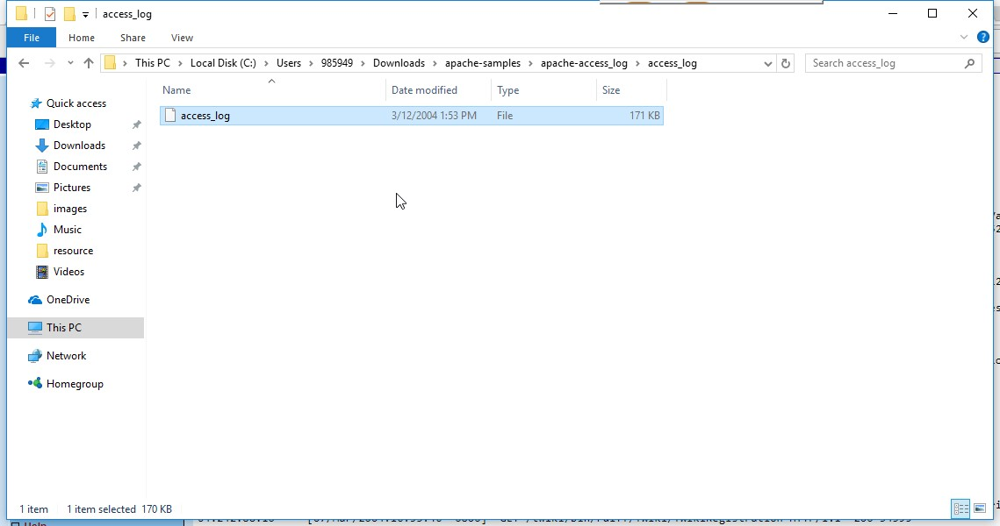 access_log
File Home Share View
This PC Local Disk (C:) Users 985949 Downloads apache-samples apache-access_log access_log Search access_log
Name Date modified Type Size
access_log 3/12/2004 1:53 PM File 171 KB
Quick access
Desktop
Downloads
Documents
Pictures
images
Music
resource
Videos
OneDrive
This PC
Network
Homegroup
1 item 1 item selected 170 KB
Help